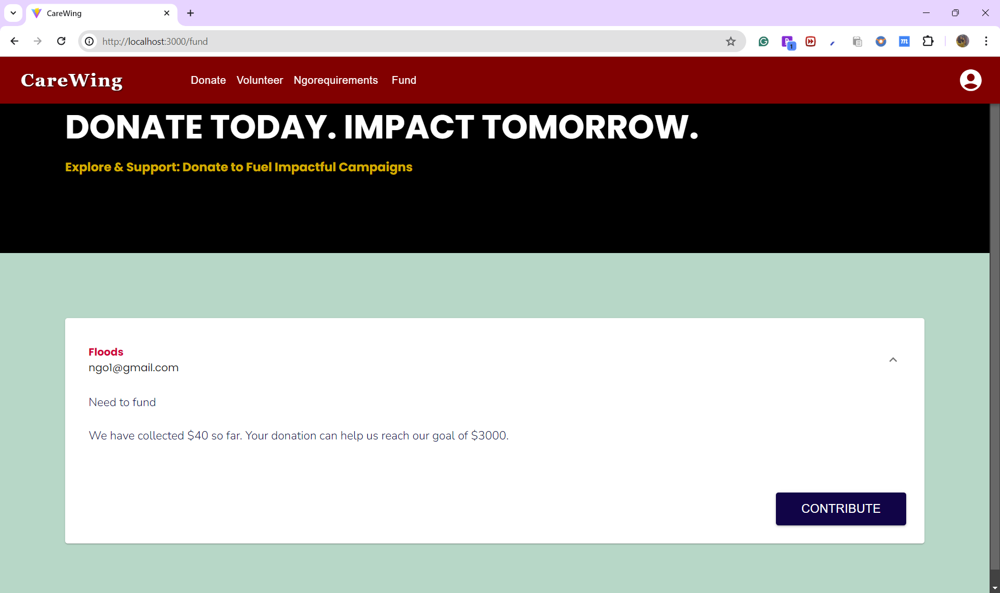 CareWing
http://localhost:3000/fund
1
m
CareWing
Donate Volunteer Ngorequirements Fund
DONATE TODAY. IMPACT TOMORROW.
Explore & Support: Donate to Fuel Impactful Campaigns
Floods
ngo1@gmail.com
Need to fund
We have collected $40 so far. Your donation can help us reach our goal of $3000.
CONTRIBUTE